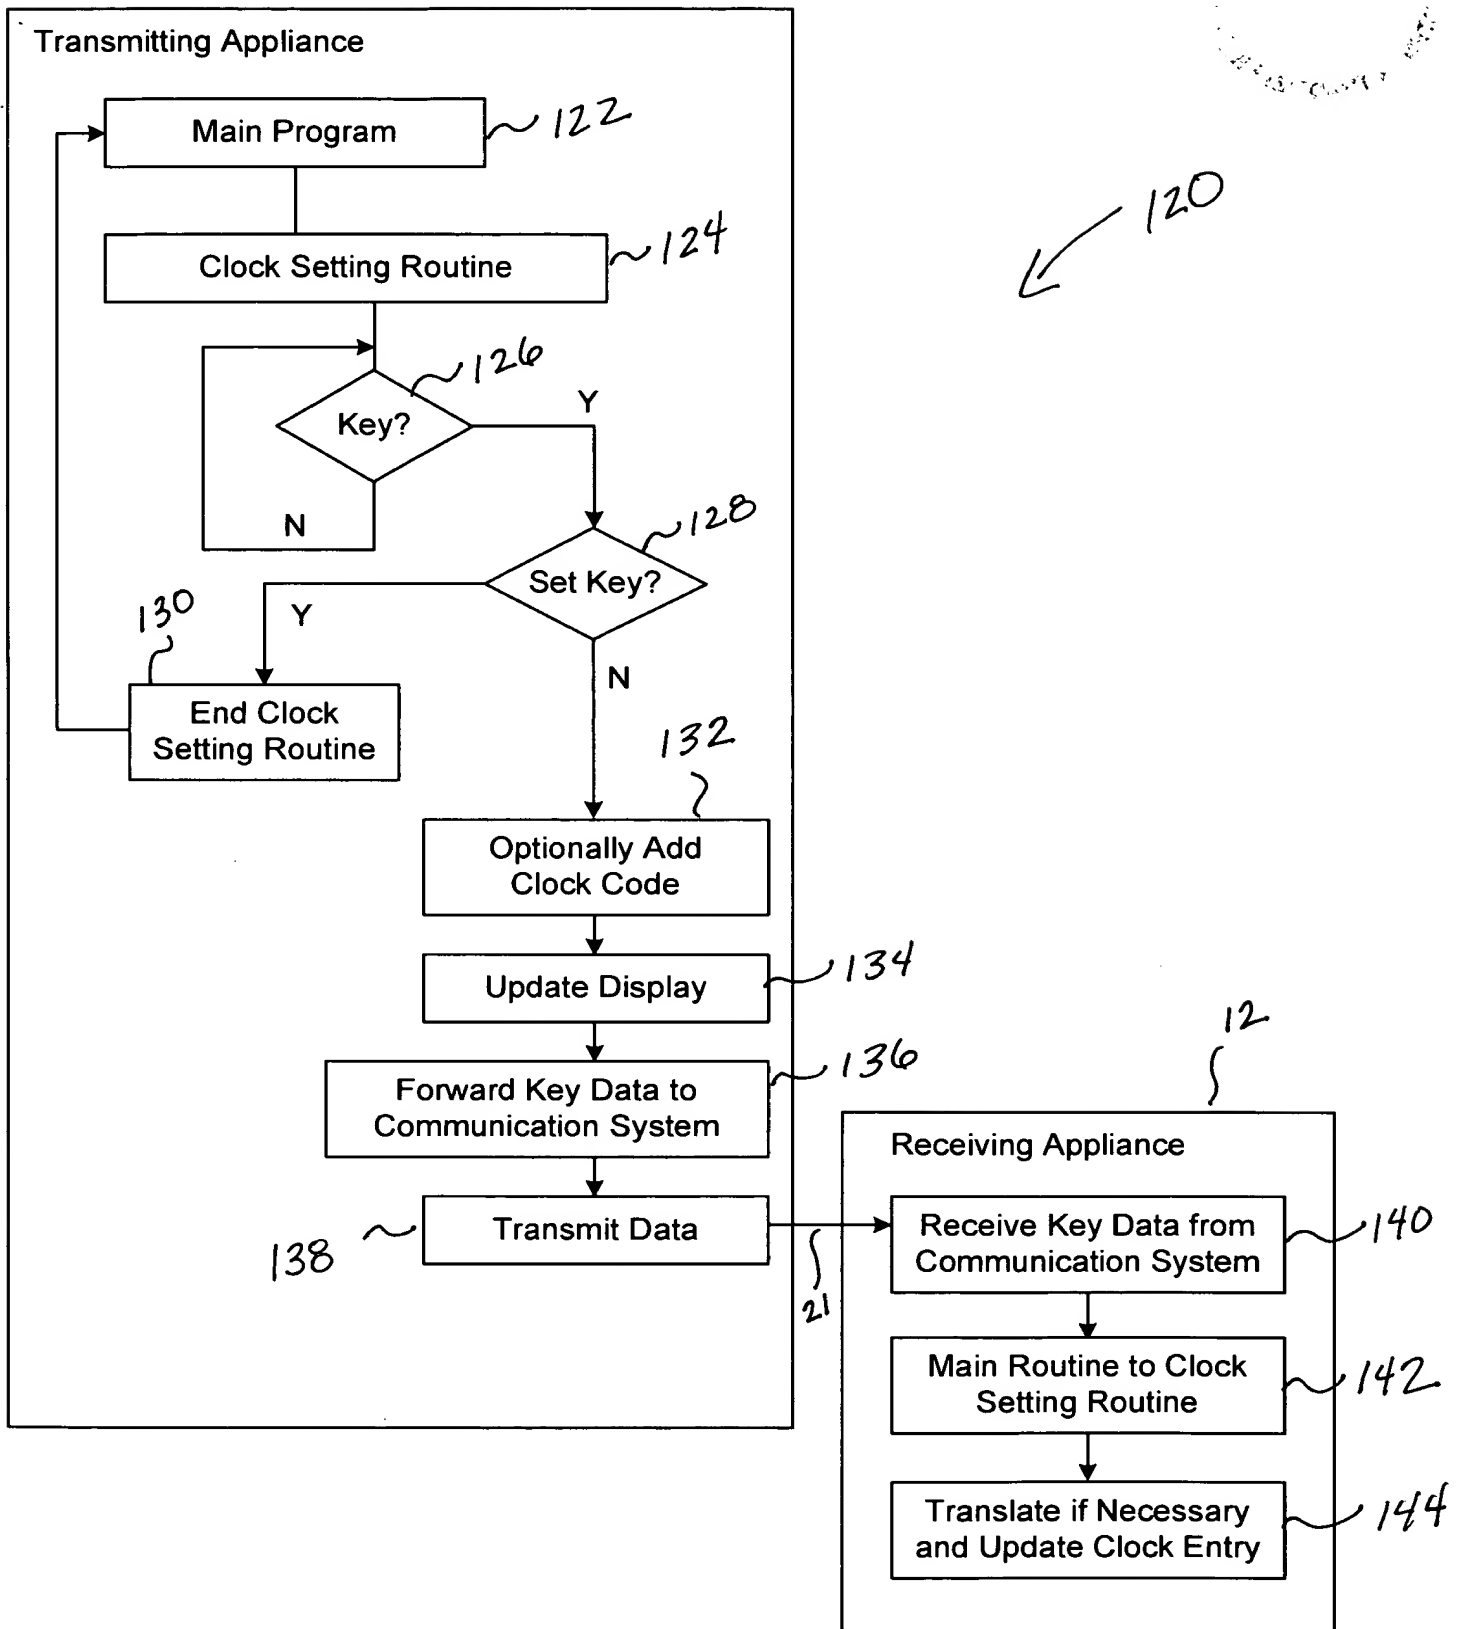 Transmitting Appliance
Main Program
122
120
Clock Setting Routine
124
126
Key?
Y
N
128
Set Key?
Y
130
N
End Clock
Setting Routine
132
Optionally Add
Clock Code
134
Update Display
12
136
Forward Key Data to
Communication System
Receiving Appliance
138
Transmit Data
21
Receive Key Data from
Communication System
140
Main Routine to Clock
Setting Routine
142
Translate if Necessary
and Update Clock Entry
144